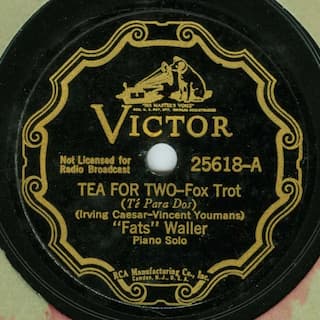 "HIS MASTER'S VOICE"
VICTOR
Not Licensed for
Radio Broadcast
25618-A
TEA FOR TWO-Fox Trot
(Té Para Dos)
(Irving Caesar-Vincent Youmans)
"Fats" Waller
Piano Solo
RCA Manufacturing Co., Inc.
Camden, N.J., U.S.A.